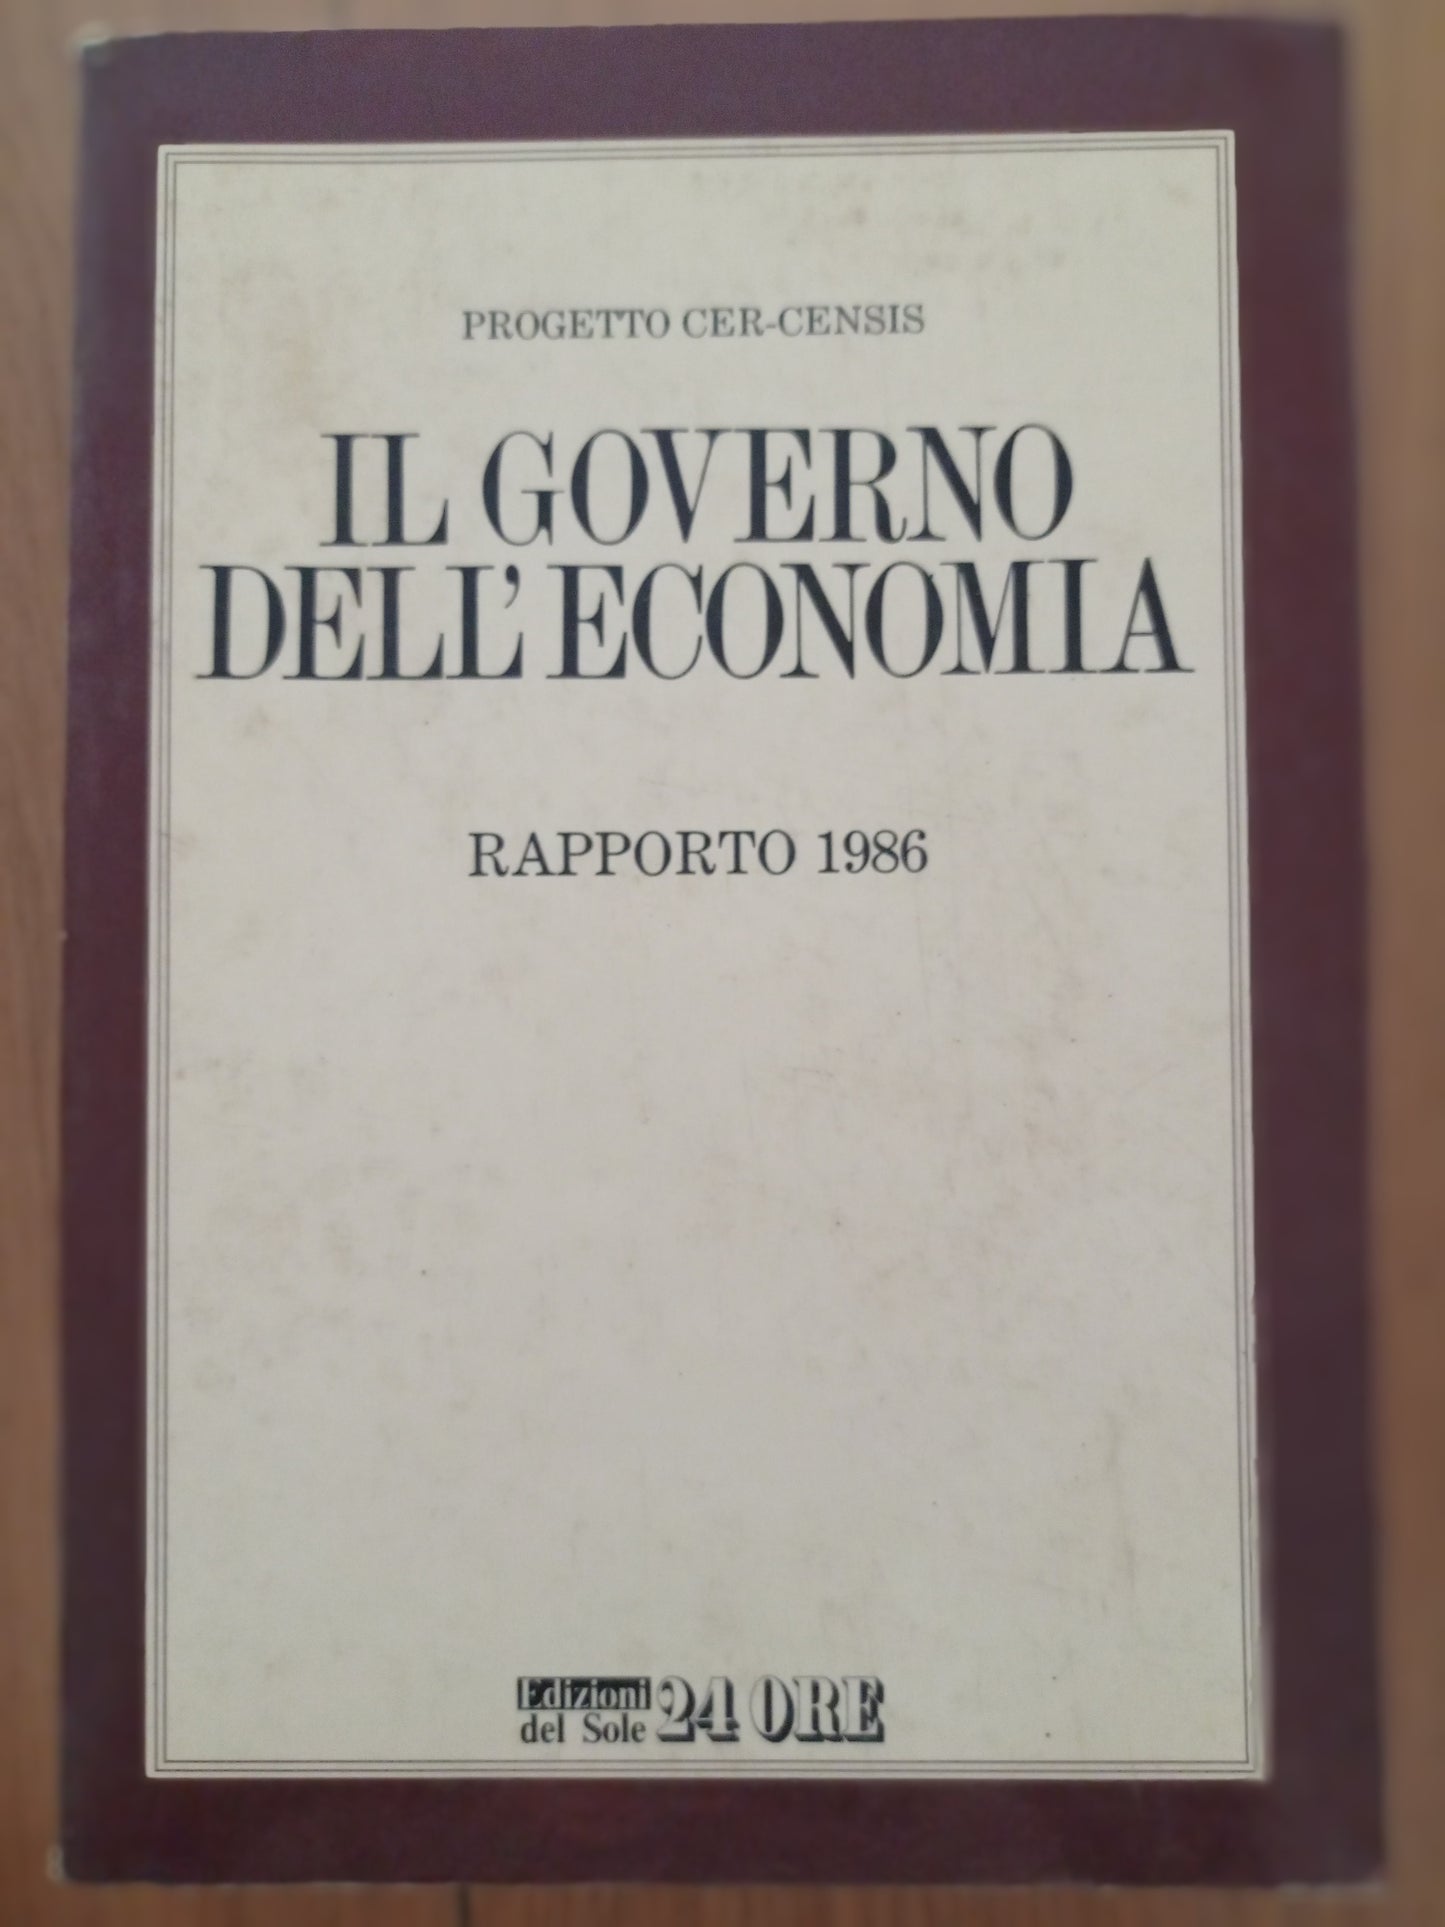 PROGETTO CER-CENSIS
IL GOVERNO
DELL'ECONOMIA
RAPPORTO 1986
Edizioni
del Sole 24 ORE